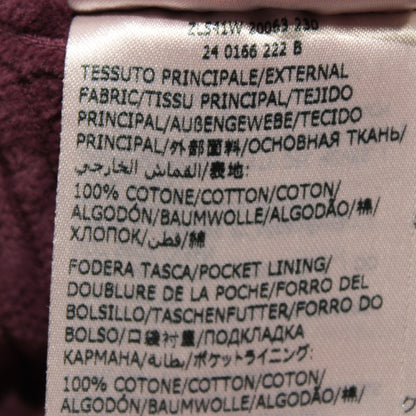 24 0166 222 B
TESSUTO PRINCIPALE/EXTERNAL
FABRIC/TISSU PRINCIPAL/TEJIDO
PRINCIPAL/AUßENGEWEBE/TECIDO
PRINCIPAL/外部面料/ОСНОВНАЯ ТКАНЬ/
القماش الخارجي/表地:
100% COTONE/COTTON/COTON/
ALGODÓN/BAUMWOLLE/ALGODÃO/棉/
ХЛОПОК/قطن/綿
FODERA TASCA/POCKET LINING/
DOUBLURE DE LA POCHE/FORRO DEL
BOLSILLO/TASCHENFUTTER/FORRO DO
BOLSO/口袋衬里/ПОДКЛАДКА
КАРМАНА/بطانة/ポケットライニング:
100% COTONE/COTTON/COTON/
ALGODÓN/BAUMWOLLE/ALGODÃO/棉/